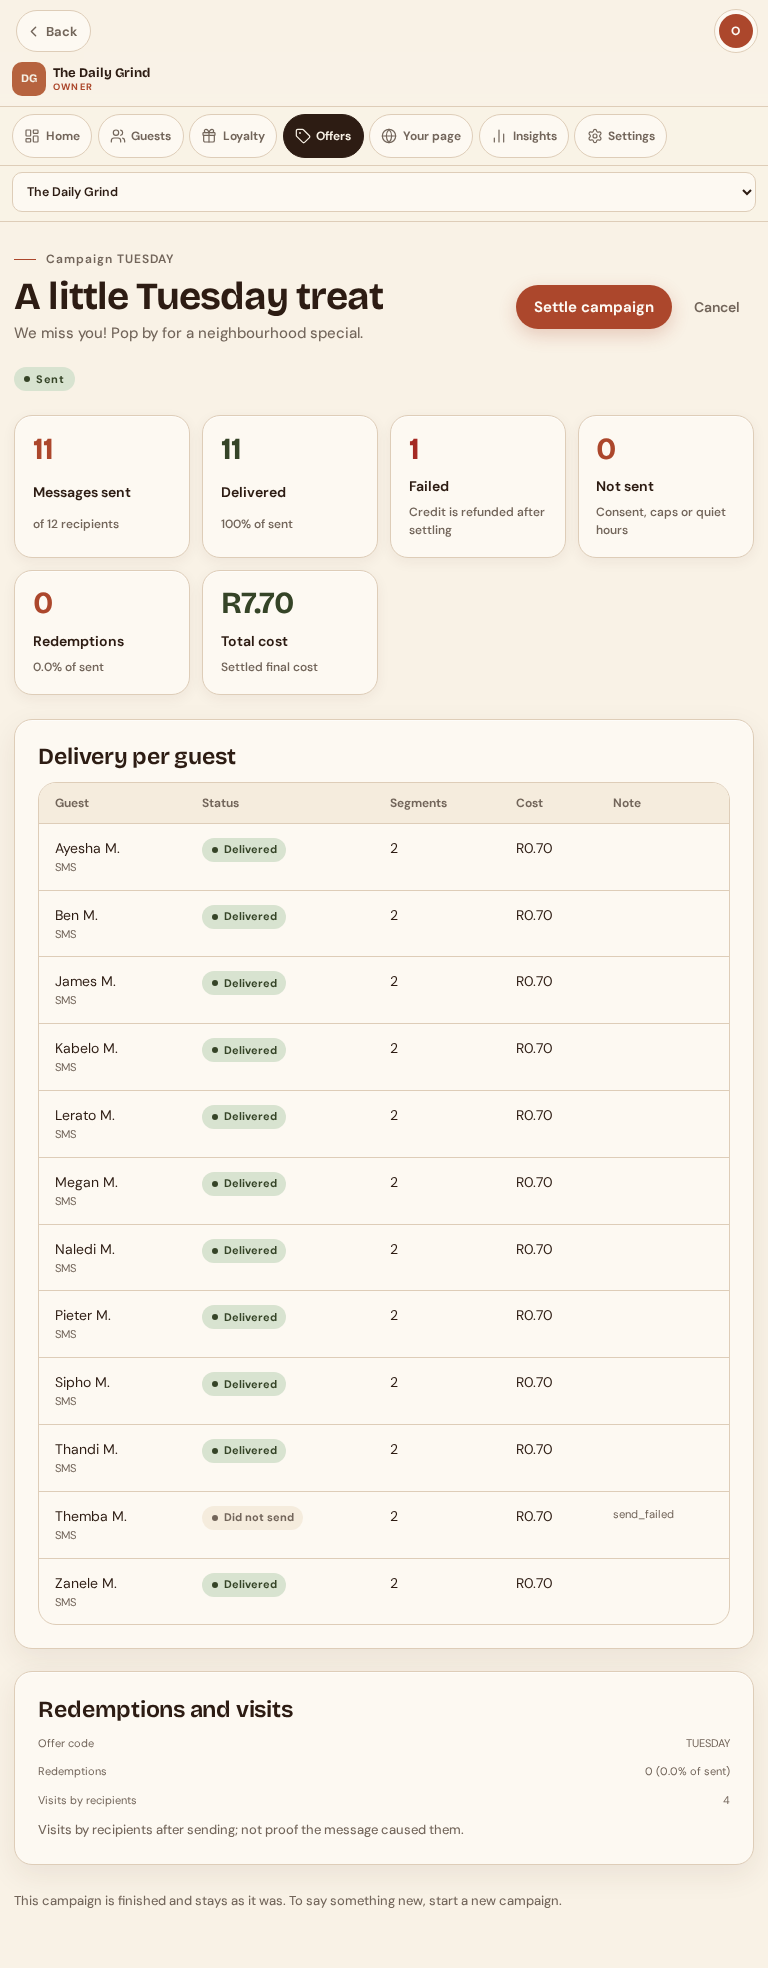 Back
O
DG
The Daily Grind
OWNER
Home
Guests
Loyalty
Offers
Your page
Insights
Settings
The Daily Grind
Campaign TUESDAY
A little Tuesday treat
We miss you! Pop by for a neighbourhood special.
Settle campaign
Cancel
Sent
11
Messages sent
of 12 recipients
11
Delivered
100% of sent
1
Failed
Credit is refunded after
settling
0
Not sent
Consent, caps or quiet
hours
0
Redemptions
0.0% of sent
R7.70
Total cost
Settled final cost
Delivery per guest
Guest Status Segments Cost Note
Ayesha M. Delivered 2 R0.70
SMS
Ben M. Delivered 2 R0.70
SMS
James M. Delivered 2 R0.70
SMS
Kabelo M. Delivered 2 R0.70
SMS
Lerato M. Delivered 2 R0.70
SMS
Megan M. Delivered 2 R0.70
SMS
Naledi M. Delivered 2 R0.70
SMS
Pieter M. Delivered 2 R0.70
SMS
Sipho M. Delivered 2 R0.70
SMS
Thandi M. Delivered 2 R0.70
SMS
Themba M. Did not send 2 R0.70 send_failed
SMS
Zanele M. Delivered 2 R0.70
SMS
Redemptions and visits
Offer code TUESDAY
Redemptions 0 (0.0% of sent)
Visits by recipients 4
Visits by recipients after sending; not proof the message caused them.
This campaign is finished and stays as it was. To say something new, start a new campaign.